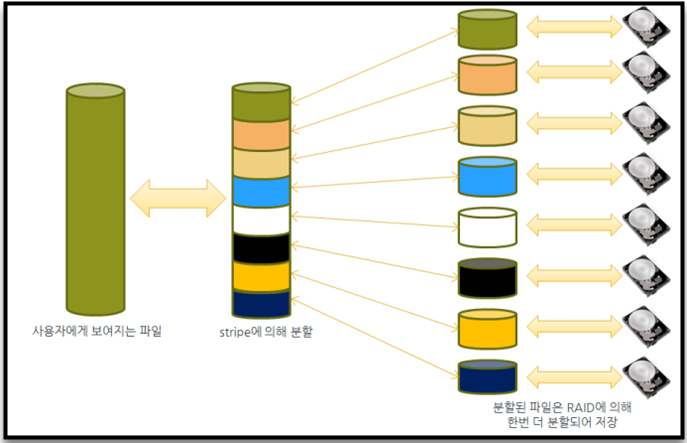 사용자에게 보여지는 파일
stripe에 의해 분할
분할된 파일은 RAID에 의해
한번 더 분할되어 저장